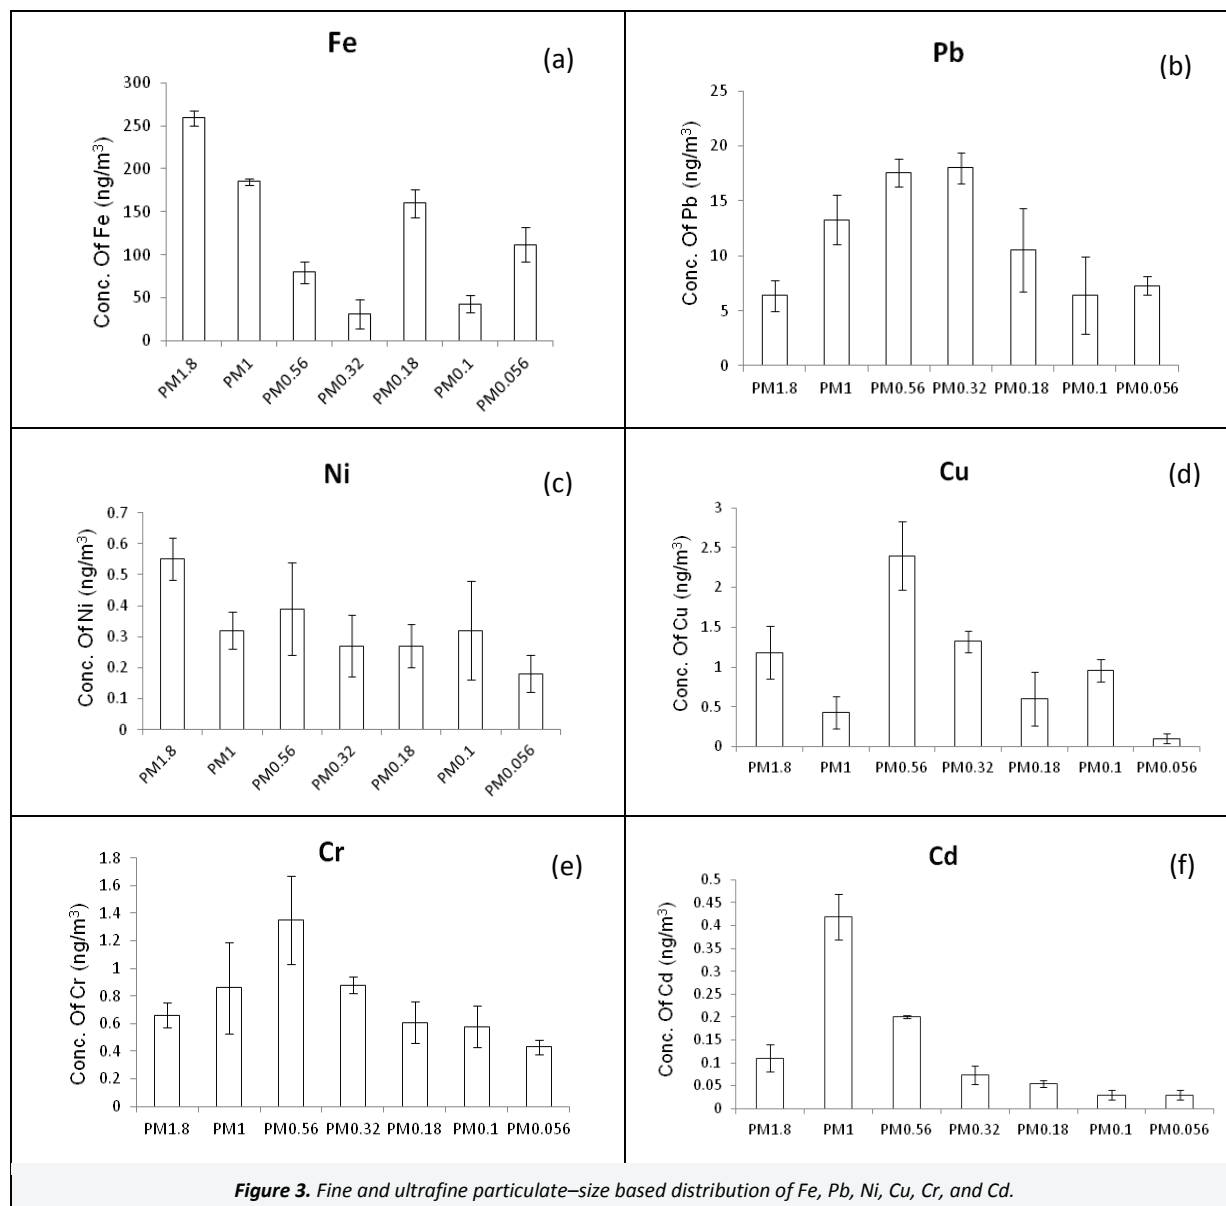 Fe
(a)
Conc. Of Fe (ng/m³)
300
250
200
150
100
50
0
PM1.8
PM1
PM0.56
PM0.32
PM0.18
PM0.1
PM0.056
Pb
(b)
Conc. Of Pb (ng/m³)
25
20
15
10
5
0
PM1.8 PM1 PM0.56 PM0.32 PM0.18 PM0.1 PM0.056
Ni
(c)
Conc. Of Ni (ng/m³)
0.7
0.6
0.5
0.4
0.3
0.2
0.1
0
PM1.8
PM1
PM0.56
PM0.32
PM0.18
PM0.1
PM0.056
Cu
(d)
Conc. Of Cu (ng/m³)
3
2.5
2
1.5
1
0.5
0
PM1.8 PM1 PM0.56 PM0.32 PM0.18 PM0.1 PM0.056
Cr
(e)
Conc. Of Cr (ng/m³)
1.8
1.6
1.4
1.2
1
0.8
0.6
0.4
0.2
0
PM1.8 PM1 PM0.56 PM0.32 PM0.18 PM0.1 PM0.056
Cd
(f)
Conc. Of Cd (ng/m³)
0.5
0.45
0.4
0.35
0.3
0.25
0.2
0.15
0.1
0.05
0
PM1.8 PM1 PM0.56 PM0.32 PM0.18 PM0.1 PM0.056
Figure 3. Fine and ultrafine particulate–size based distribution of Fe, Pb, Ni, Cu, Cr, and Cd.